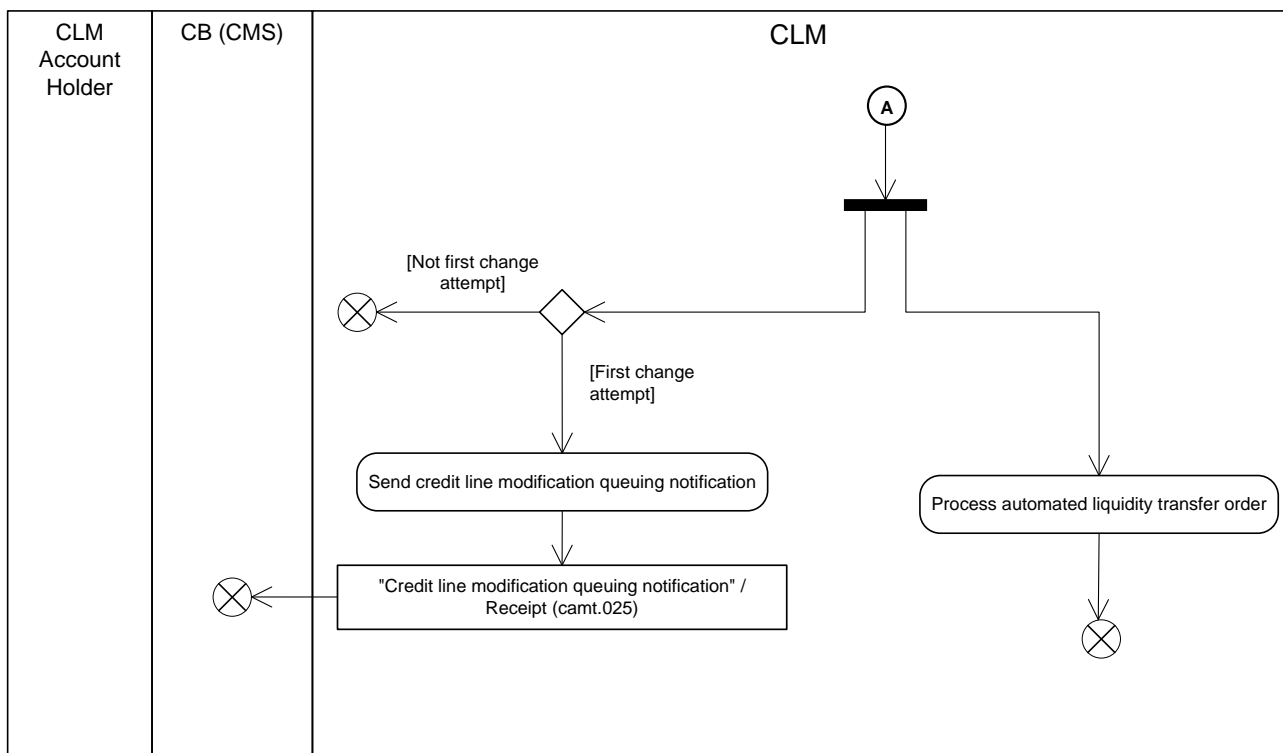 CLM
Account
Holder
CB (CMS)
CLM
A
[Not first change
attempt]
[First change
attempt]
Send credit line modification queuing notification
Process automated liquidity transfer order
"Credit line modification queuing notification" /
Receipt (camt.025)